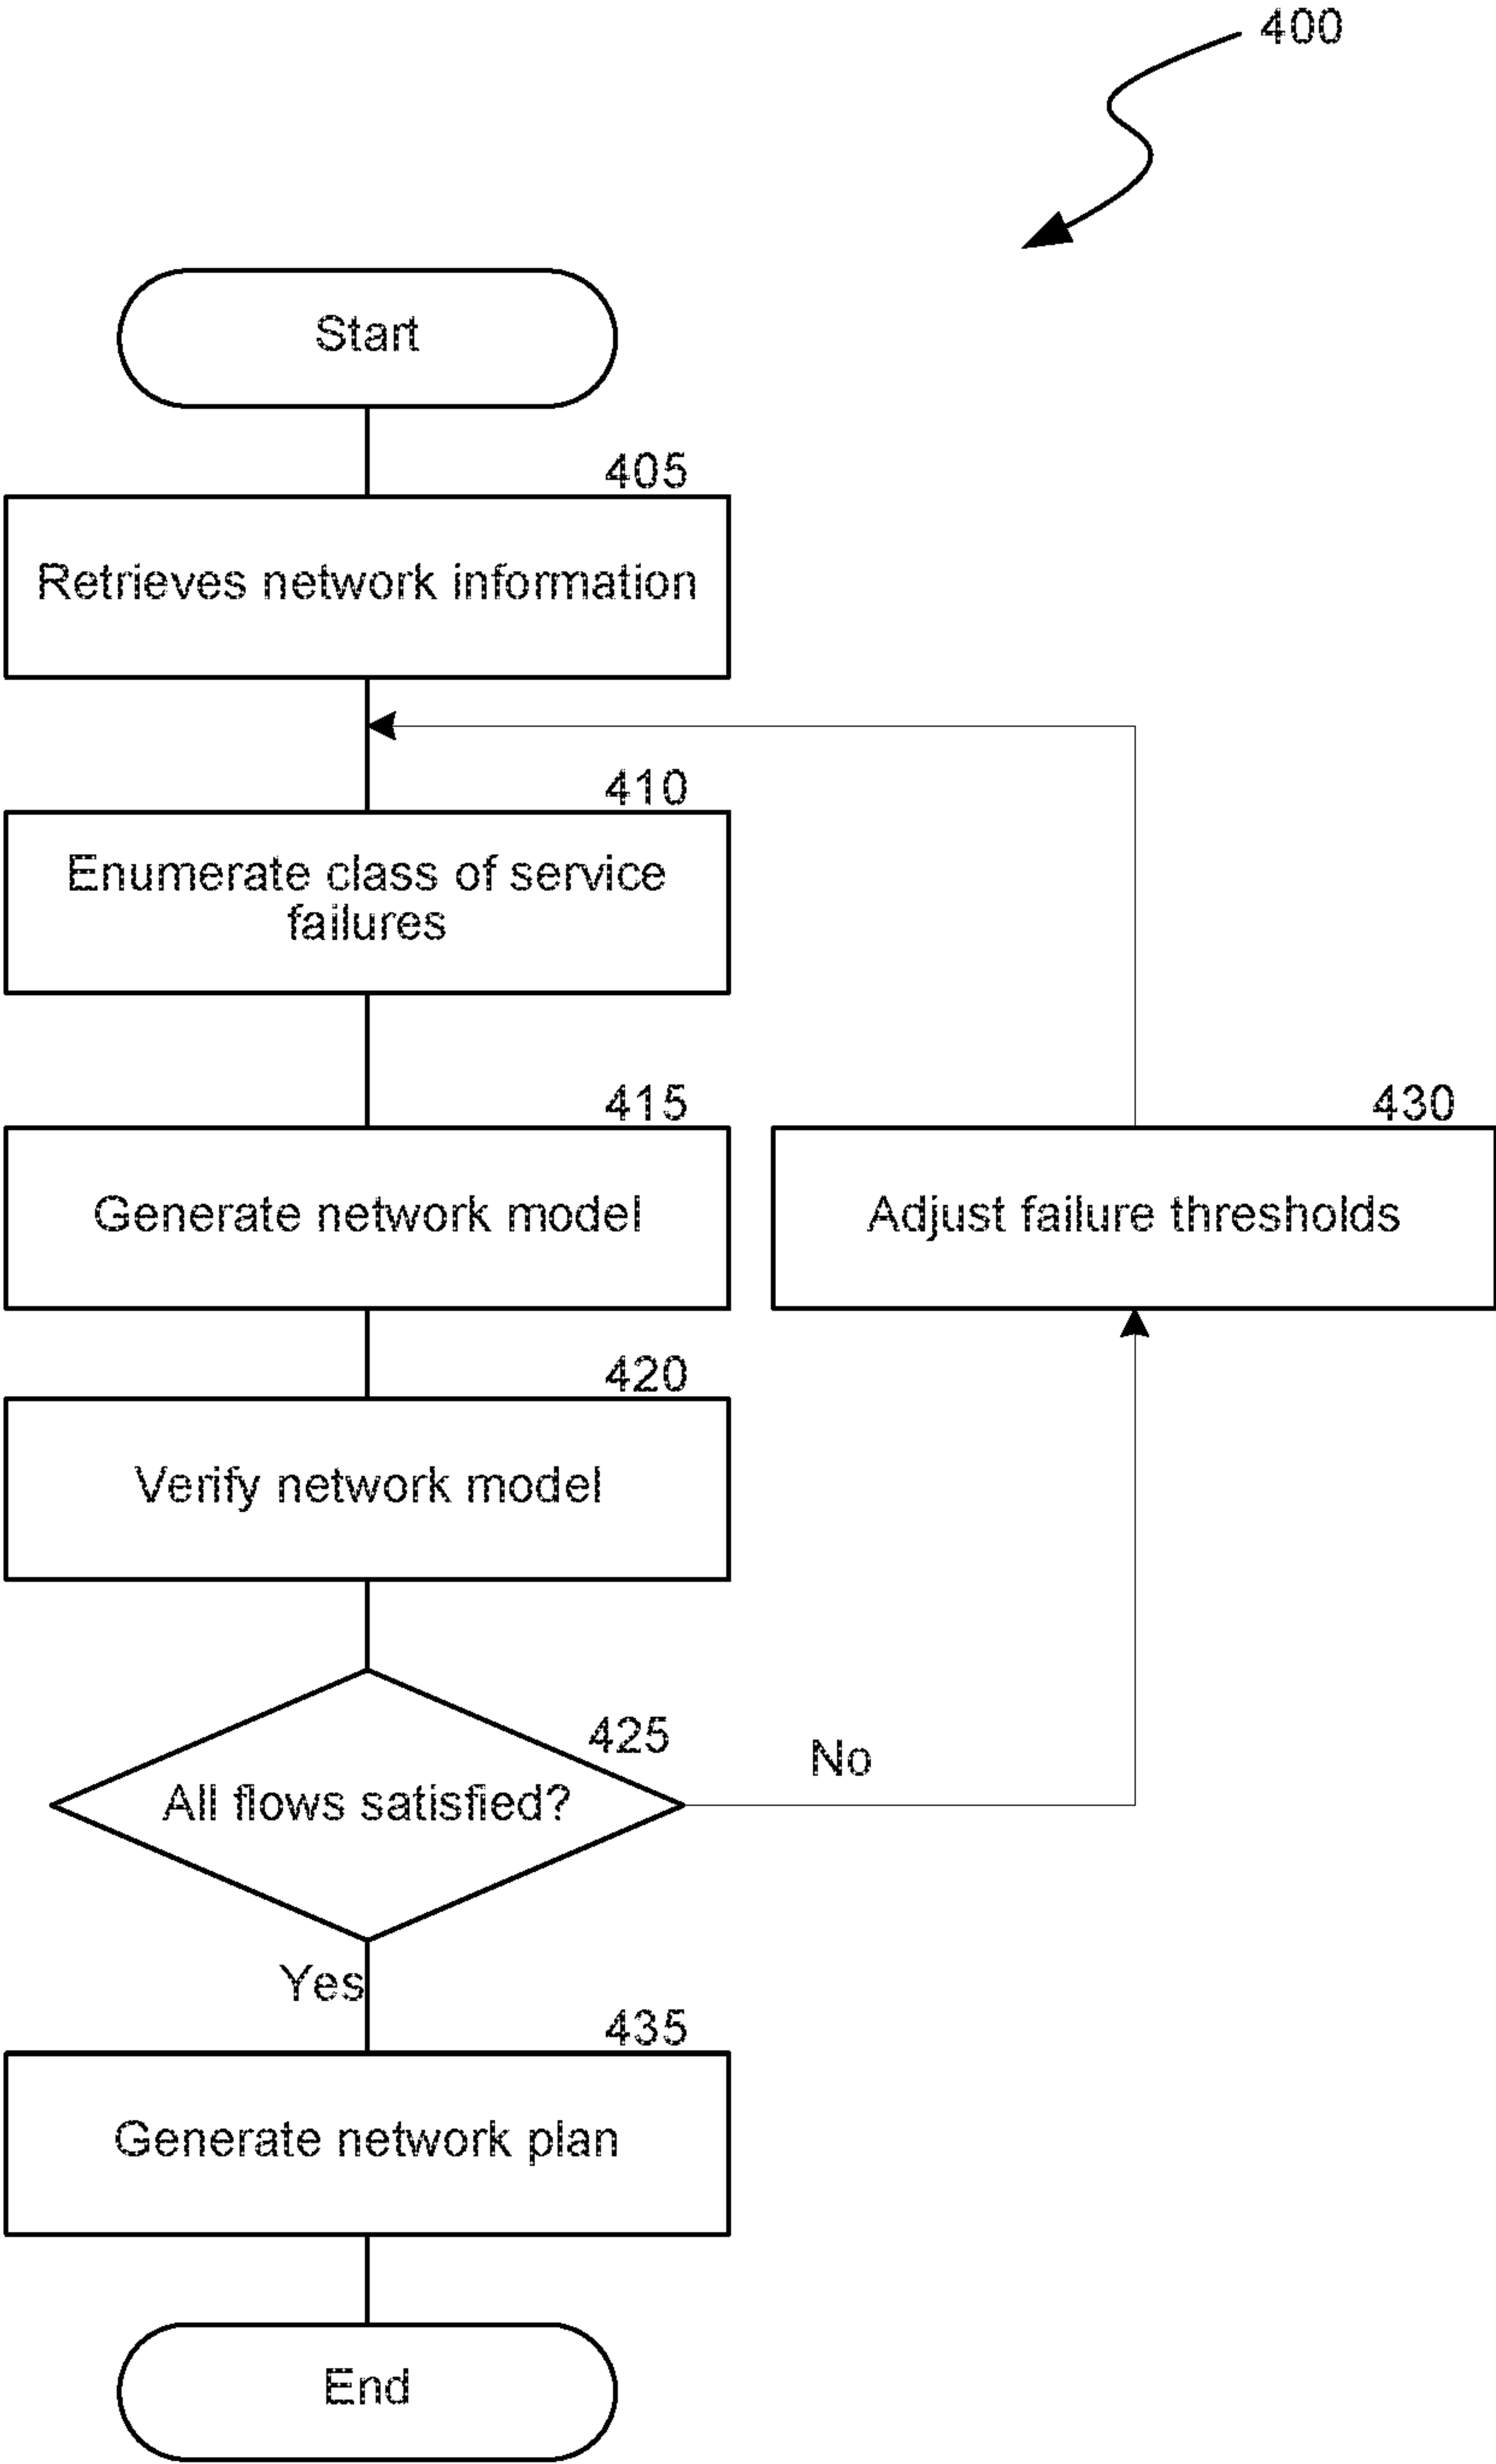 400
Start
405
Retrieves network information
410
Enumerate class of service
failures
415
Generate network model
430
Adjust failure thresholds
420
Verify network model
425
All flows satisfied?
No
Yes
435
Generate network plan
End